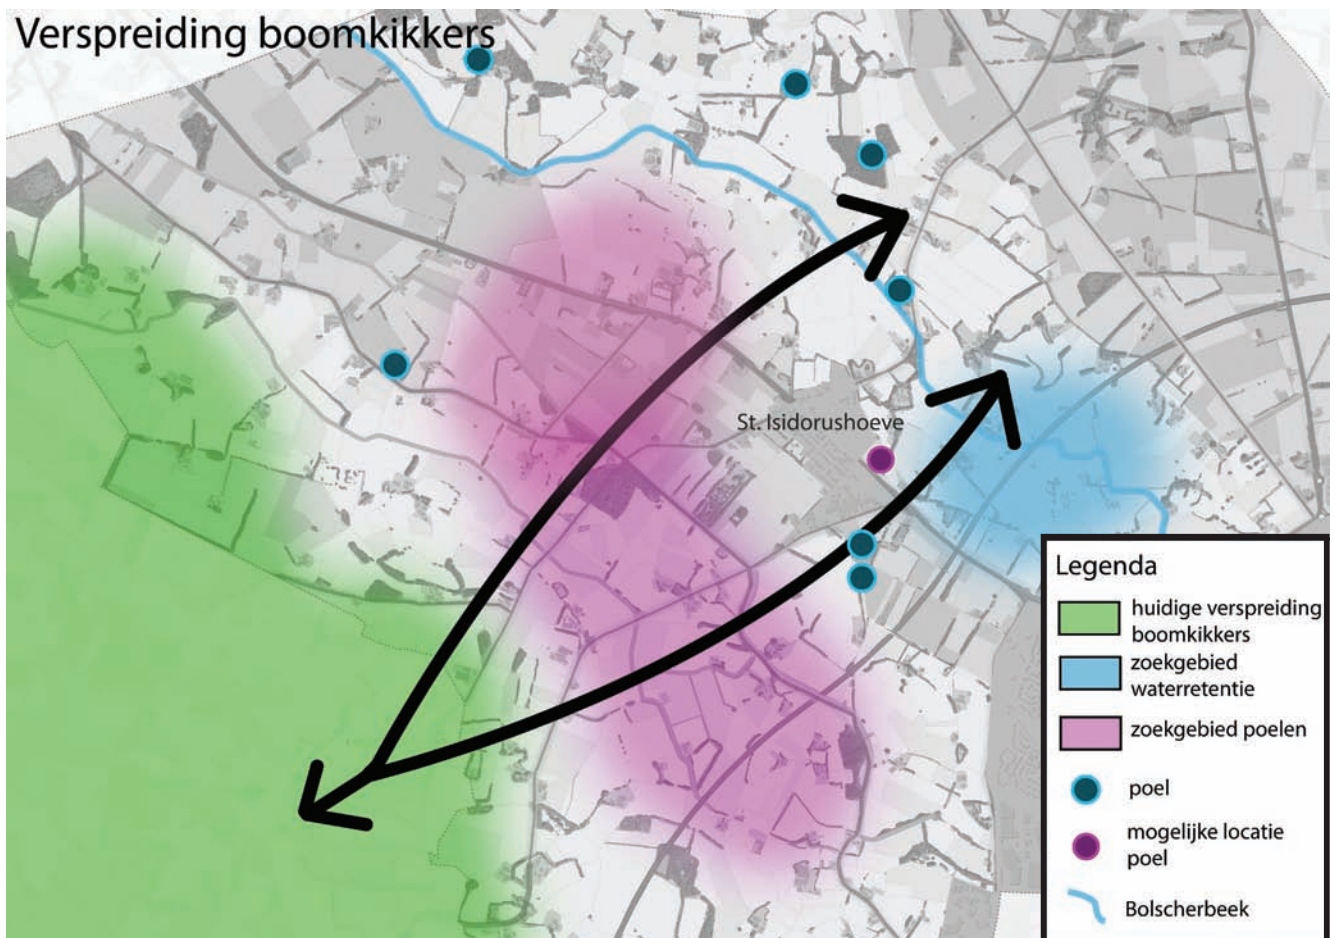 Verspreiding boomkikkers
St. Isidorushoeve
Legenda
huidige verspreiding
boomkikkers
zoekgebied
waterretentie
zoekgebied poelen
poel
mogelijke locatie
poel
Bolscherbeek